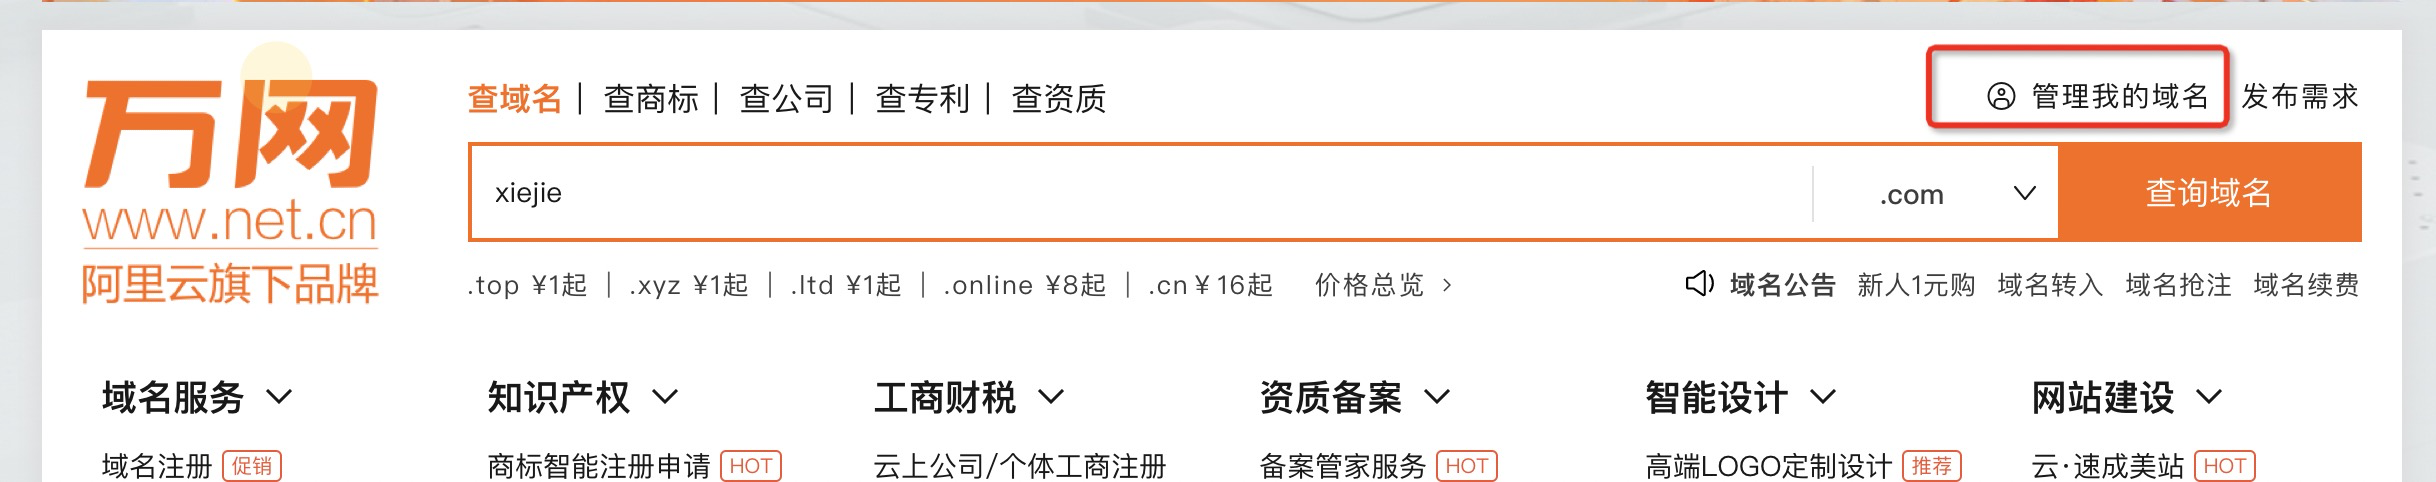 万网
www.net.cn
阿里云旗下品牌
查域名 | 查商标 | 查公司 | 查专利 | 查资质
管理我的域名 发布需求
xiejie .com 查询域名
.top ¥1起 | .xyz ¥1起 | .ltd ¥1起 | .online ¥8起 | .cn¥16起 价格总览 >
域名公告 新人1元购 域名转入 域名抢注 域名续费
域名服务 知识产权 工商财税 资质备案 智能设计 网站建设
域名注册 促销 商标智能注册申请 HOT 云上公司/个体工商注册 备案管家服务 HOT 高端LOGO定制设计 推荐 云·速成美站 HOT